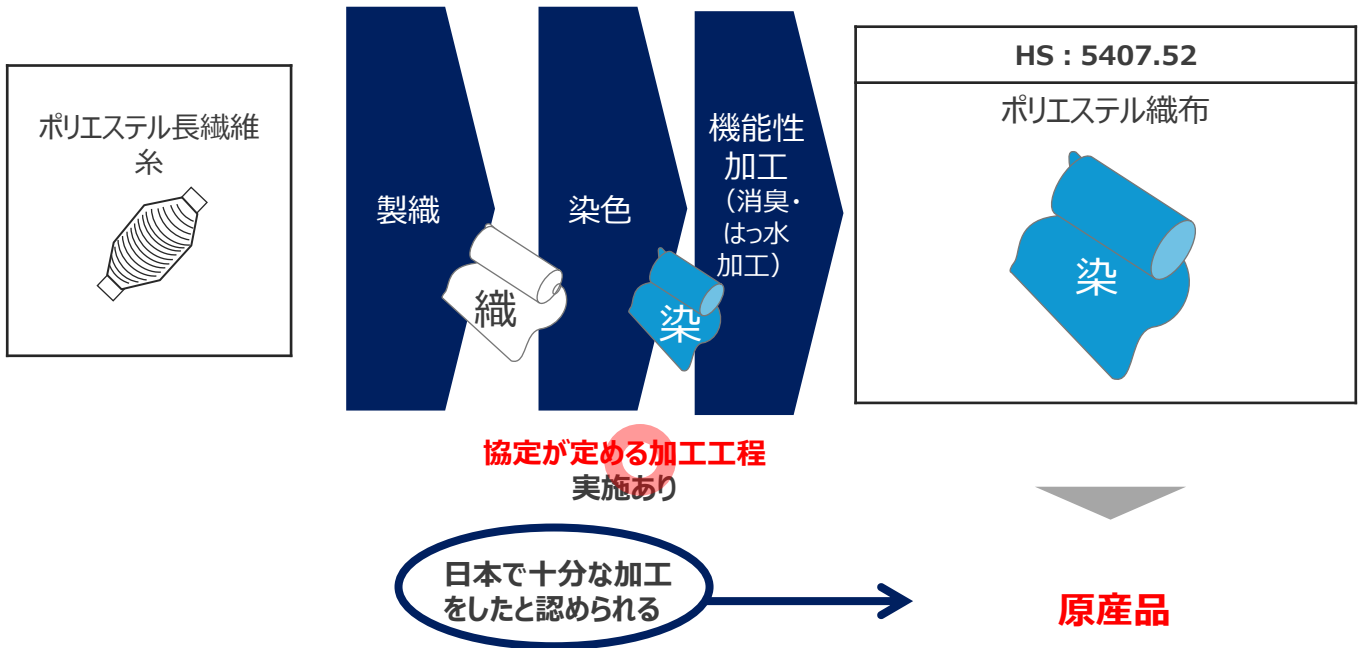 ポリエステル長繊維
糸
製織
織
染色
染
機能性
加工
（消臭・
はっ水
加工）
HS：5407.52
ポリエステル織布
染
協定が定める加工工程
実施あり
日本で十分な加工
をしたと認められる
原産品